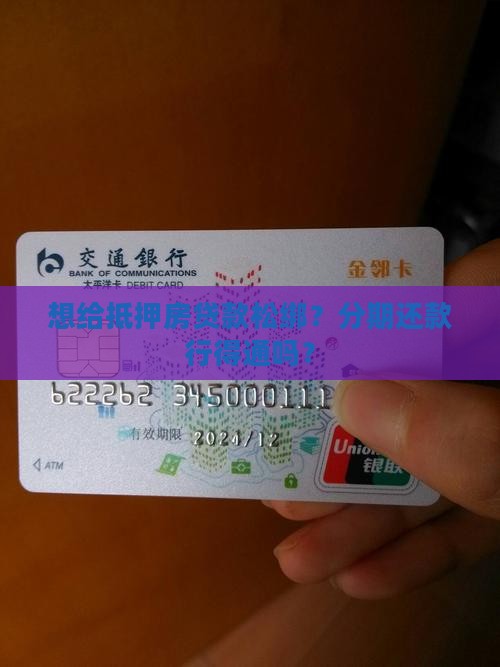 交通銀行
BANK OF COMMUNICATIONS
太平洋卡 DEBIT CARD
金邻卡
想给抵押房贷款松绑？分期还款
行得通吗？
622262 345000111
有效期限 2024/12
ATM
Union
银联